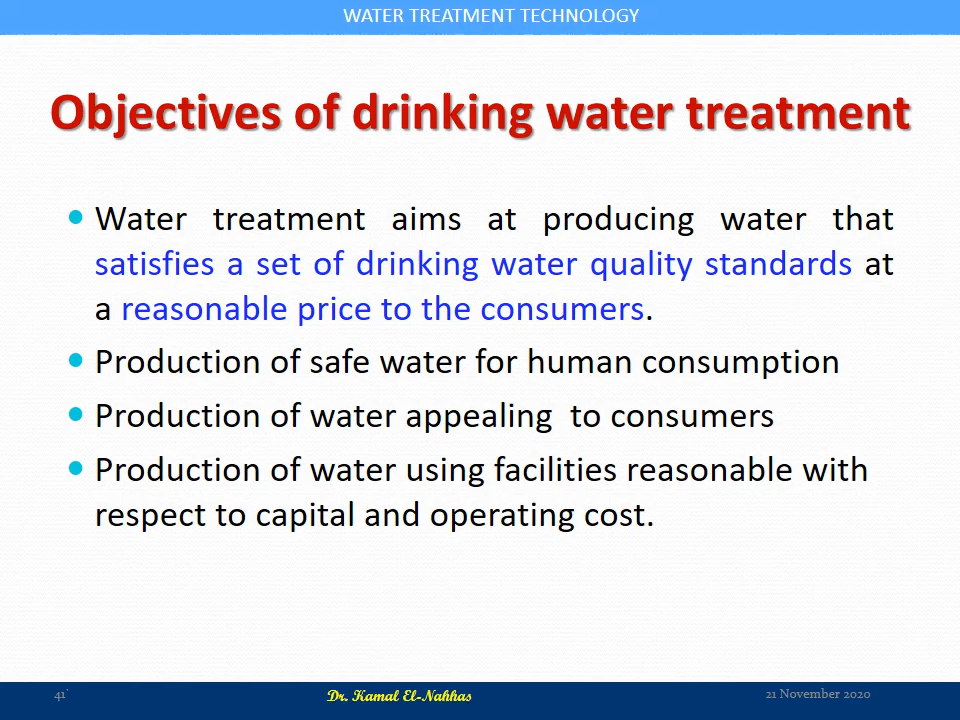 WATER TREATMENT TECHNOLOGY
Objectives of drinking water treatment
• Water treatment aims at producing water that
satisfies a set of drinking water quality standards at
a reasonable price to the consumers.
• Production of safe water for human consumption
• Production of water appealing  to consumers
• Production of water using facilities reasonable with
respect to capital and operating cost.
41`
Dr. Kamal El-Nahhas
21 November 2020